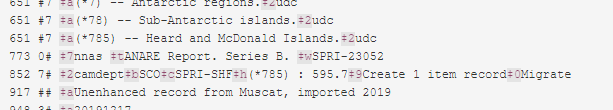 651 #7 ‡a(*7) -- Antarctic regions.‡2udc
651 #7 ‡a(*78) -- Sub-Antarctic islands.‡2udc
651 #7 ‡a(*785) -- Heard and McDonald Islands.‡2udc
773 0# ‡7nnas ‡tANARE Report. Series B. ‡wSPRI-23052
852 7# ‡2camdept‡bSCO‡cSPRI-SHF‡h(*785) : 595.7‡9Create 1 item record‡0Migrate
917 ## ‡aUnenhanced record from Muscat, imported 2019
948 3# ‡a20191217